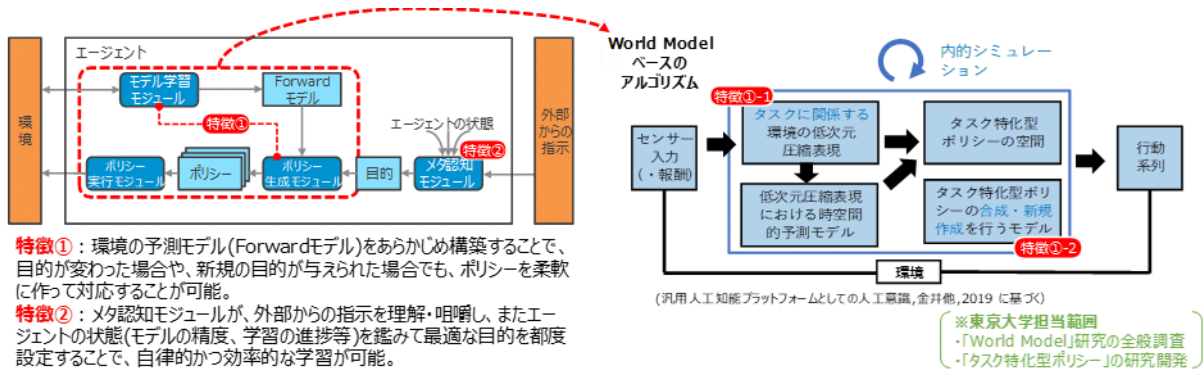 エージェント
環境
モデル学習
モジュール
Forward
モデル
特徴①
エージェントの状態
特徴②
ポリシー
実行モジュール
ポリシー
ポリシー
生成モジュール
目的
メタ認知
モジュール
外部
からの
指示
特徴①：環境の予測モデル(Forwardモデル)をあらかじめ構築することで、
目的が変わった場合や、新規の目的が与えられた場合でも、ポリシーを柔軟
に作って対応することが可能。
特徴②：メタ認知モジュールが、外部からの指示を理解・咀嚼し、またエー
ジェントの状態(モデルの精度、学習の進捗等)を鑑みて最適な目的を都度
設定することで、自律的かつ効率的な学習が可能。
World Model
ベースの
アルゴリズム
内的シミュレー
ション
特徴①-1
センサー
入力
(・報酬)
タスクに関係する
環境の低次元
圧縮表現
タスク特化型
ポリシーの空間
行動
系列
低次元圧縮表現
における時空間
的予測モデル
タスク特化型ポリ
シーの合成・新規
作成を行うモデル
特徴①-2
環境
(汎用人工知能プラットフォームとしての人工意識,金井他,2019 に基づく)
※東京大学担当範囲
・「World Model」研究の全般調査
・「タスク特化型ポリシー」の研究開発